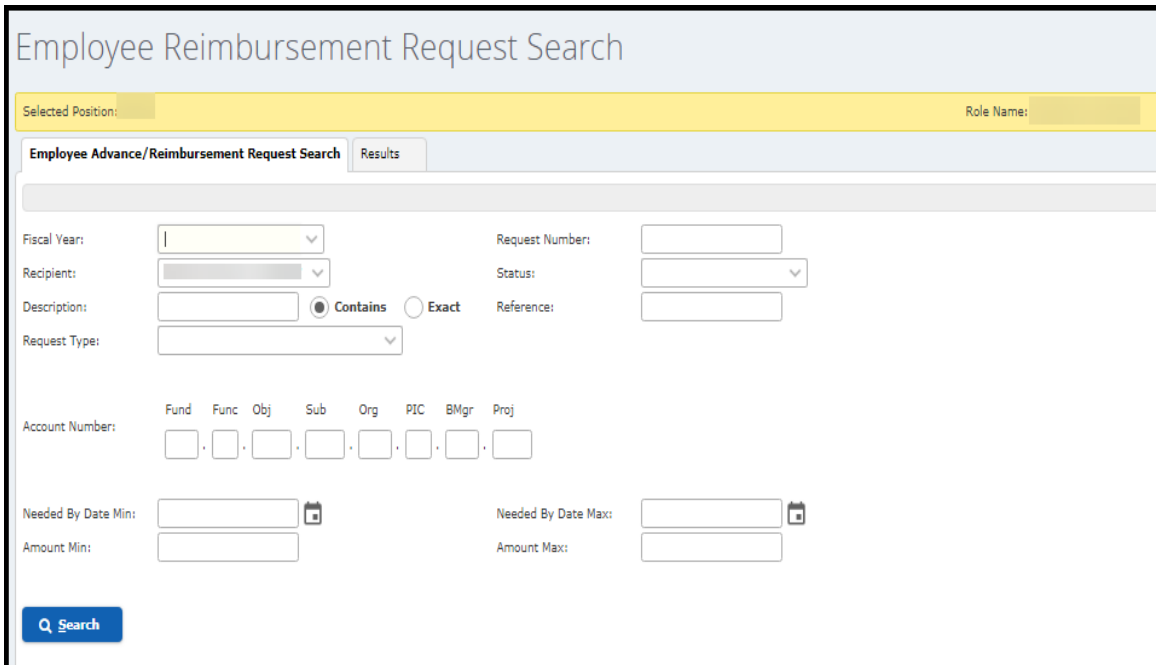 Employee Reimbursement Request Search
Selected Position: Role Name:
Employee Advance/Reimbursement Request Search Results
Fiscal Year: Request Number:
Recipient: Status:
Description: Contains Exact Reference:
Request Type:
Fund Func Obj Sub Org PIC BMgr Proj
Account Number: . . . . . . .
Needed By Date Min: Needed By Date Max:
Amount Min: Amount Max:
Search